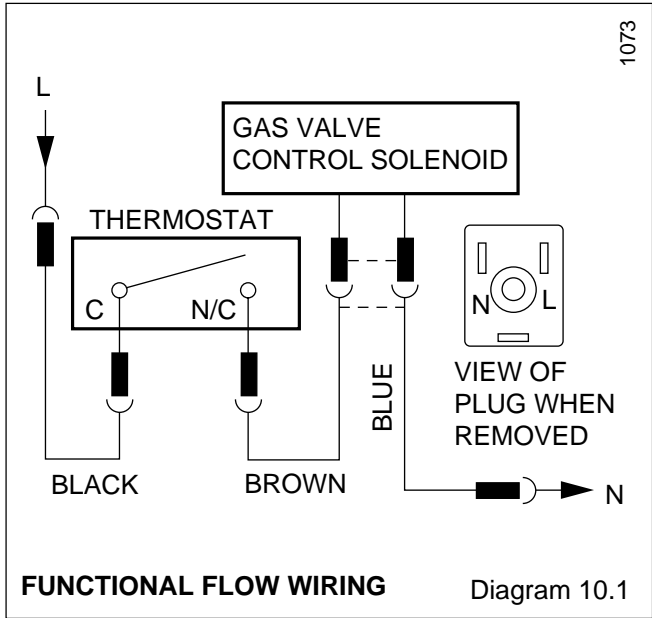 1073
L
GAS VALVE
CONTROL SOLENOID
THERMOSTAT
C
N/C
N
L
BLUE
VIEW OF
PLUG WHEN
REMOVED
BLACK
BROWN
N
FUNCTIONAL FLOW WIRING
Diagram 10.1